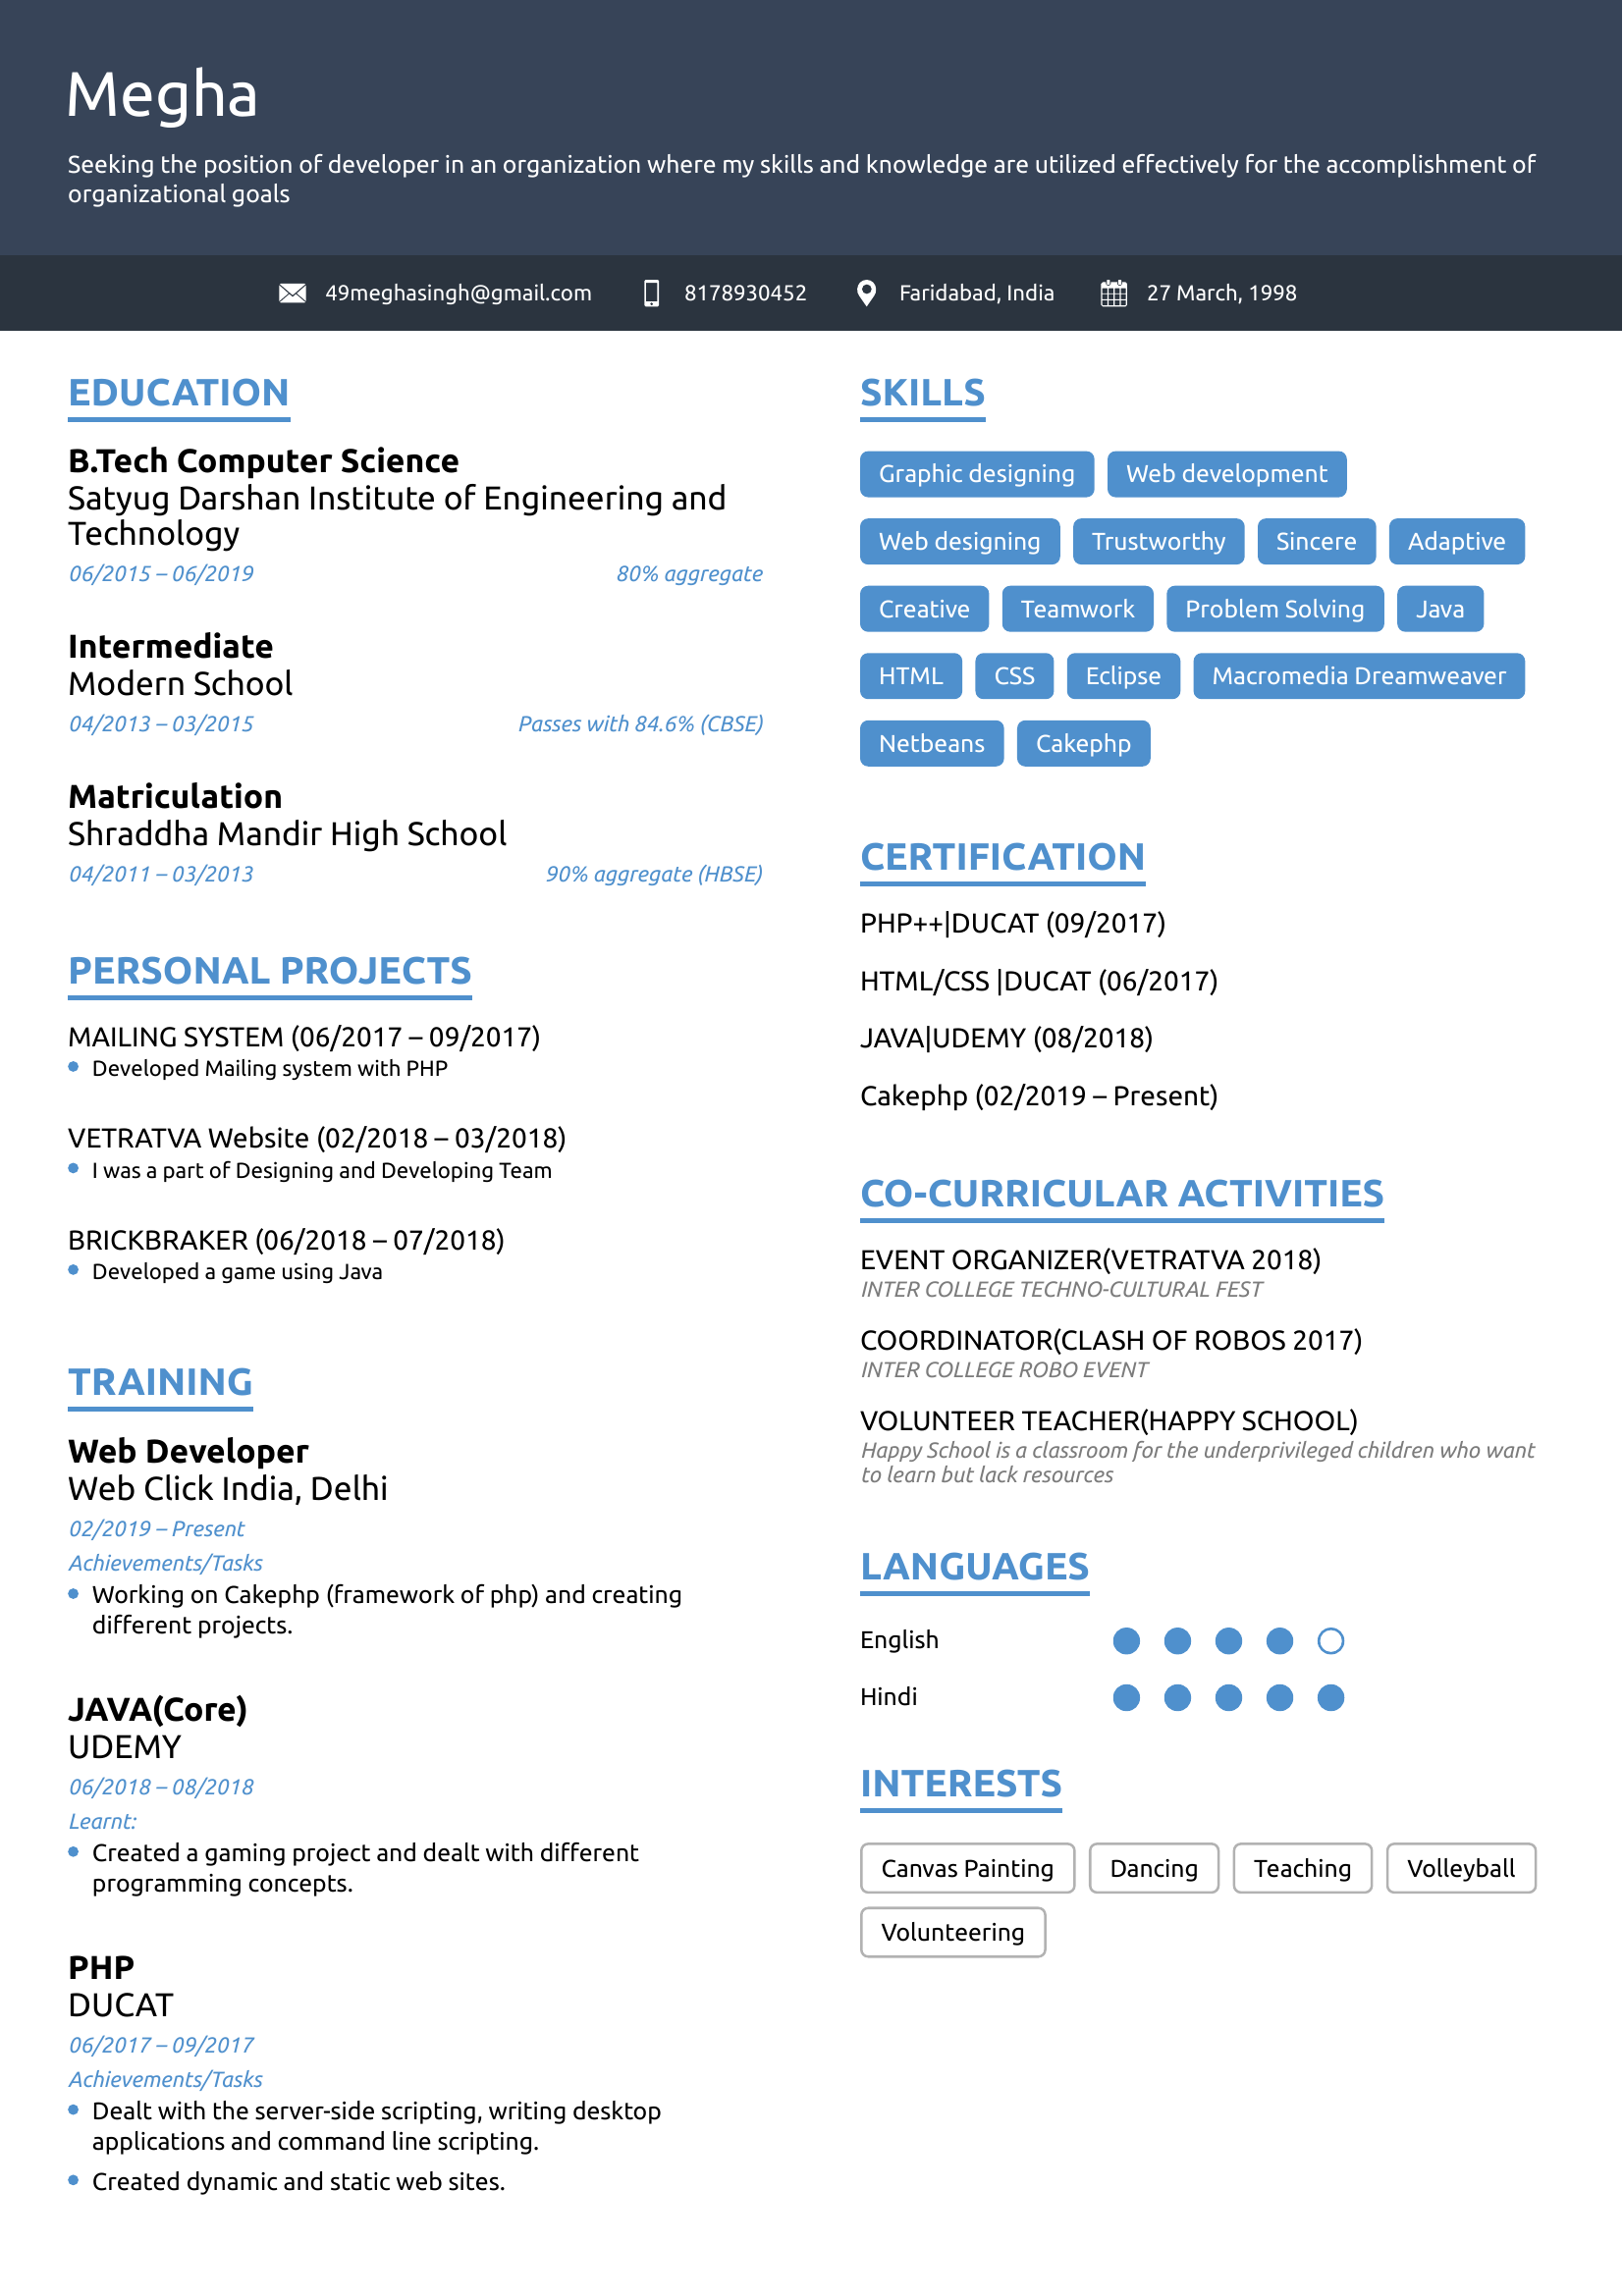 Megha
Seeking the position of developer in an organization where my skills and knowledge are utilized effectively for the accomplishment of
organizational goals
49meghasingh@gmail.com 8178930452 Faridabad, India 27 March, 1998
EDUCATION
B.Tech Computer Science
Satyug Darshan Institute of Engineering and
Technology
06/2015 – 06/2019 80% aggregate
Intermediate
Modern School
04/2013 – 03/2015 Passes with 84.6% (CBSE)
Matriculation
Shraddha Mandir High School
04/2011 – 03/2013 90% aggregate (HBSE)
PERSONAL PROJECTS
MAILING SYSTEM (06/2017 – 09/2017)
Developed Mailing system with PHP
VETRATVA Website (02/2018 – 03/2018)
I was a part of Designing and Developing Team
BRICKBRAKER (06/2018 – 07/2018)
Developed a game using Java
TRAINING
Web Developer
Web Click India, Delhi
02/2019 – Present
Achievements/Tasks
Working on Cakephp (framework of php) and creating
different projects.
JAVA(Core)
UDEMY
06/2018 – 08/2018
Learnt:
Created a gaming project and dealt with different
programming concepts.
PHP
DUCAT
06/2017 – 09/2017
Achievements/Tasks
Dealt with the server-side scripting, writing desktop
applications and command line scripting.
Created dynamic and static web sites.
SKILLS
Graphic designing Web development
Web designing Trustworthy Sincere Adaptive
Creative Teamwork Problem Solving Java
HTML CSS Eclipse Macromedia Dreamweaver
Netbeans Cakephp
CERTIFICATION
PHP++|DUCAT (09/2017)
HTML/CSS |DUCAT (06/2017)
JAVA|UDEMY (08/2018)
Cakephp (02/2019 – Present)
CO-CURRICULAR ACTIVITIES
EVENT ORGANIZER(VETRATVA 2018)
INTER COLLEGE TECHNO-CULTURAL FEST
COORDINATOR(CLASH OF ROBOS 2017)
INTER COLLEGE ROBO EVENT
VOLUNTEER TEACHER(HAPPY SCHOOL)
Happy School is a classroom for the underprivileged children who want
to learn but lack resources
LANGUAGES
English
Hindi
INTERESTS
Canvas Painting Dancing Teaching Volleyball
Volunteering